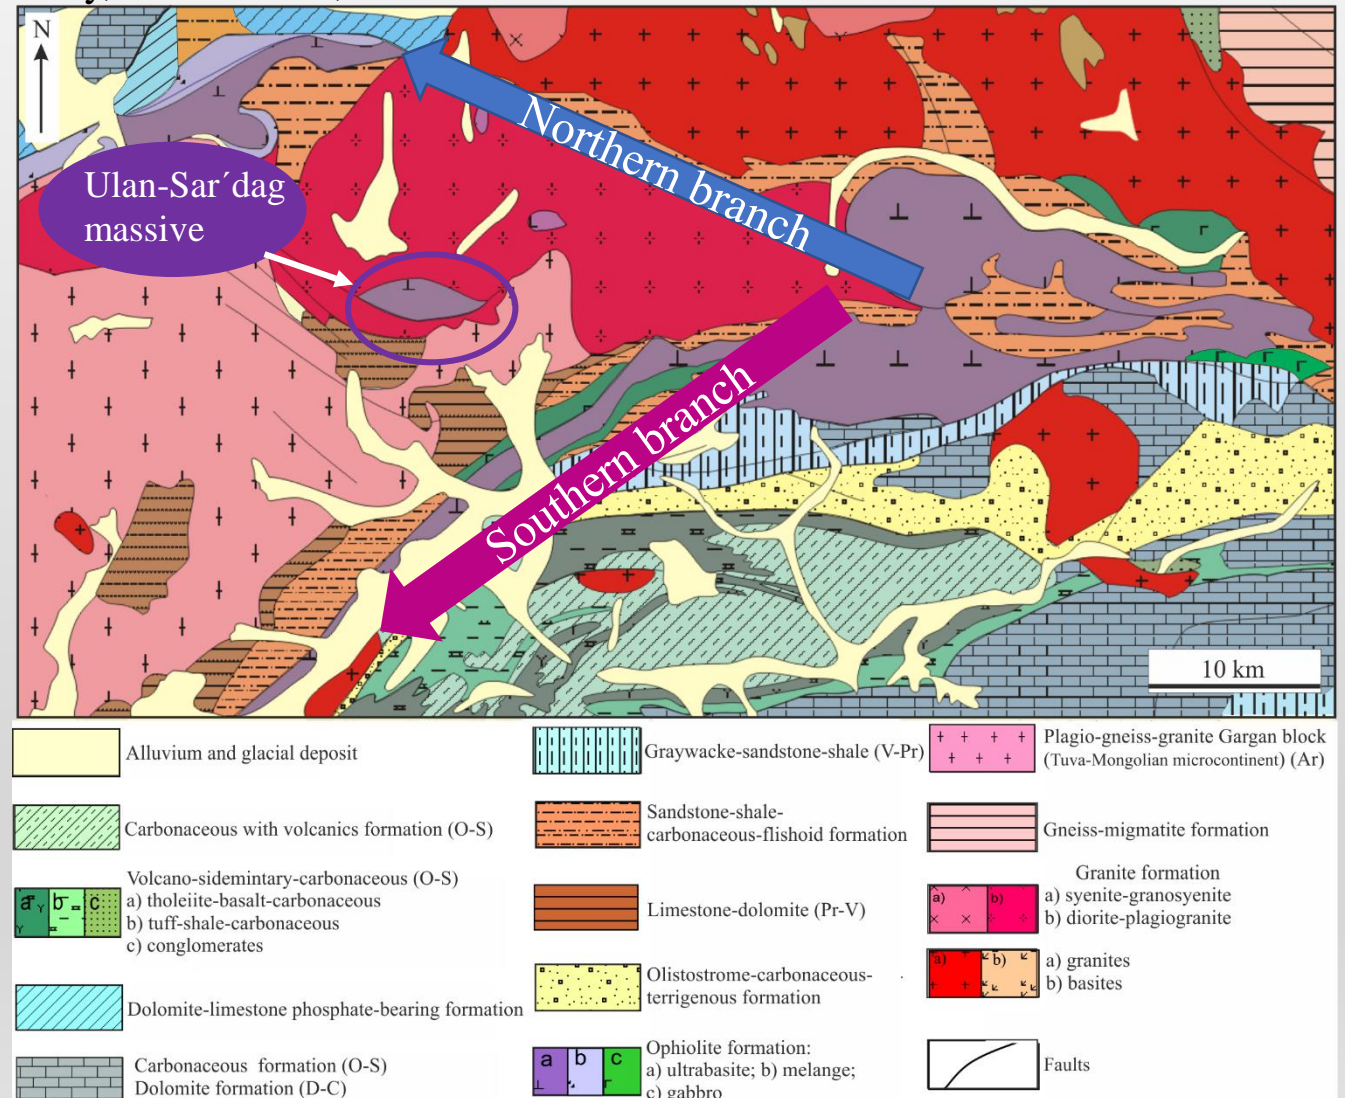 N
Northern branch
Ulan-Sar´dag
massive
Southern branch
10 km
Alluvium and glacial deposit
Carbonaceous with volcanics formation (O-S)
a b c
Volcano-sidemintary-carbonaceous (O-S)
a) tholeiite-basalt-carbonaceous
b) tuff-shale-carbonaceous
c) conglomerates
Dolomite-limestone phosphate-bearing formation
Carbonaceous formation (O-S)
Dolomite formation (D-C)
Graywacke-sandstone-shale (V-Pr)
Sandstone-shale-
carbonaceous-flishoid formation
Limestone-dolomite (Pr-V)
Olistostrome-carbonaceous-
terrigenous formation
a b c
Ophiolite formation:
a) ultrabasite; b) melange;
c) gabbro
Plagio-gneiss-granite Gargan block
(Tuva-Mongolian microcontinent) (Ar)
Gneiss-migmatite formation
Granite formation
a) b)
a) syenite-granosyenite
b) diorite-plagiogranite
a) b)
a) granites
b) basites
Faults